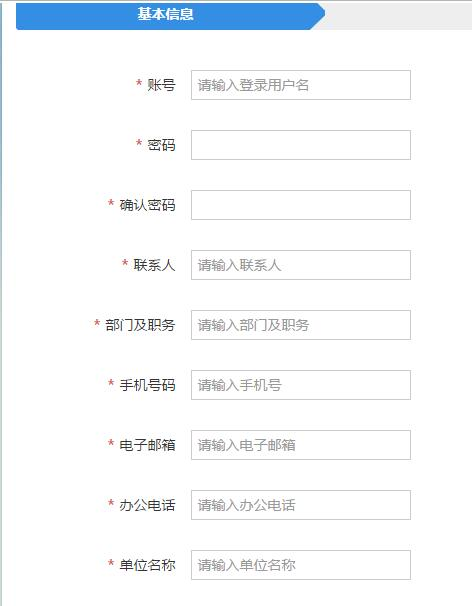 基本信息
* 账号 请输入登录用户名
* 密码
* 确认密码
* 联系人 请输入联系人
* 部门及职务 请输入部门及职务
* 手机号码 请输入手机号
* 电子邮箱 请输入电子邮箱
* 办公电话 请输入办公电话
* 单位名称 请输入单位名称